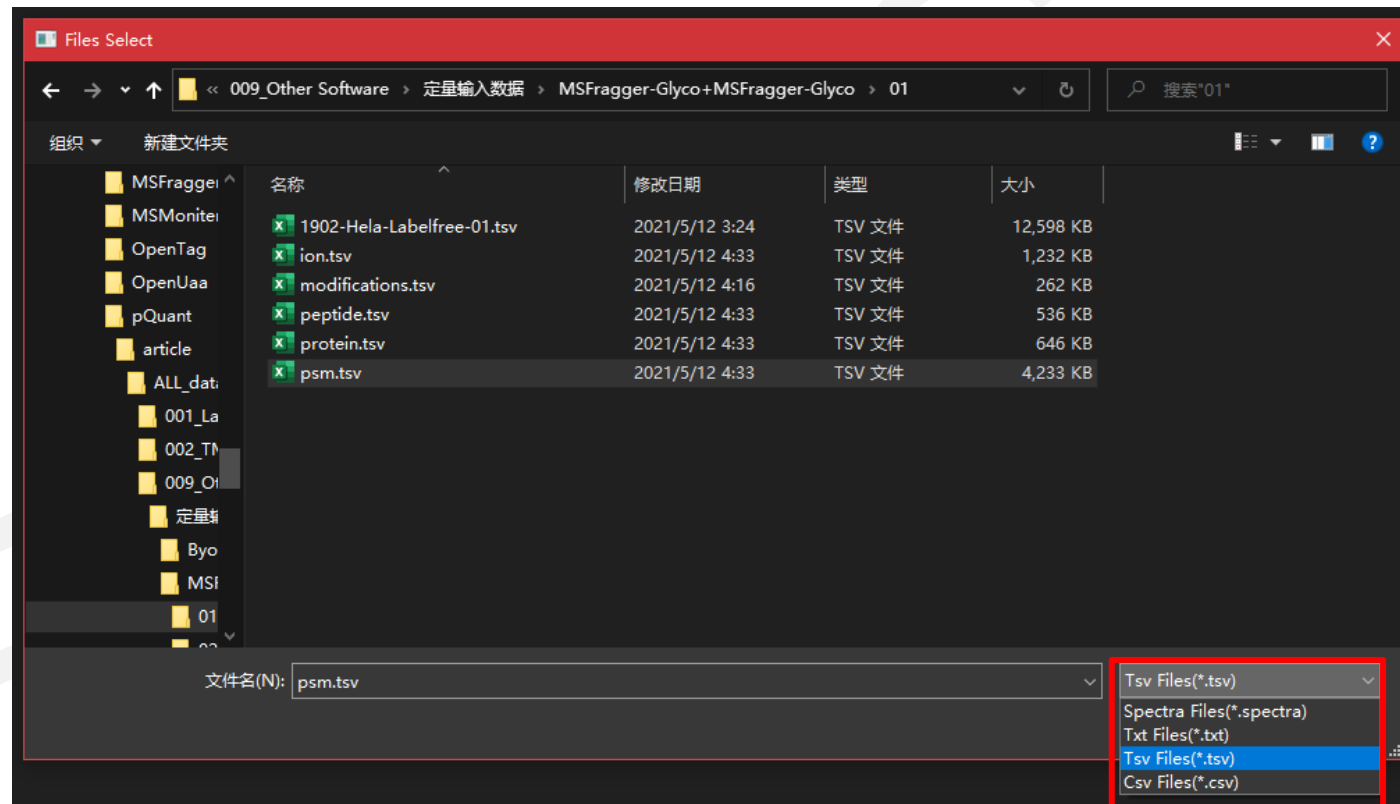 Files Select
« 009_Other Software › 定量输入数据 › MSFragger-Glyco+MSFragger-Glyco › 01
搜索"01"
组织 新建文件夹
名称 修改日期 类型 大小
1902-Hela-Labelfree-01.tsv 2021/5/12 3:24 TSV 文件 12,598 KB
ion.tsv 2021/5/12 4:33 TSV 文件 1,232 KB
modifications.tsv 2021/5/12 4:16 TSV 文件 262 KB
peptide.tsv 2021/5/12 4:33 TSV 文件 536 KB
protein.tsv 2021/5/12 4:33 TSV 文件 646 KB
psm.tsv 2021/5/12 4:33 TSV 文件 4,233 KB
MSFragger
MSMoniter
OpenTag
OpenUaa
pQuant
article
ALL_data
001_La
002_TM
009_Ot
定量输
Byo
MSF
01
文件名(N): psm.tsv
Tsv Files(*.tsv)
Spectra Files(*.spectra)
Txt Files(*.txt)
Tsv Files(*.tsv)
Csv Files(*.csv)